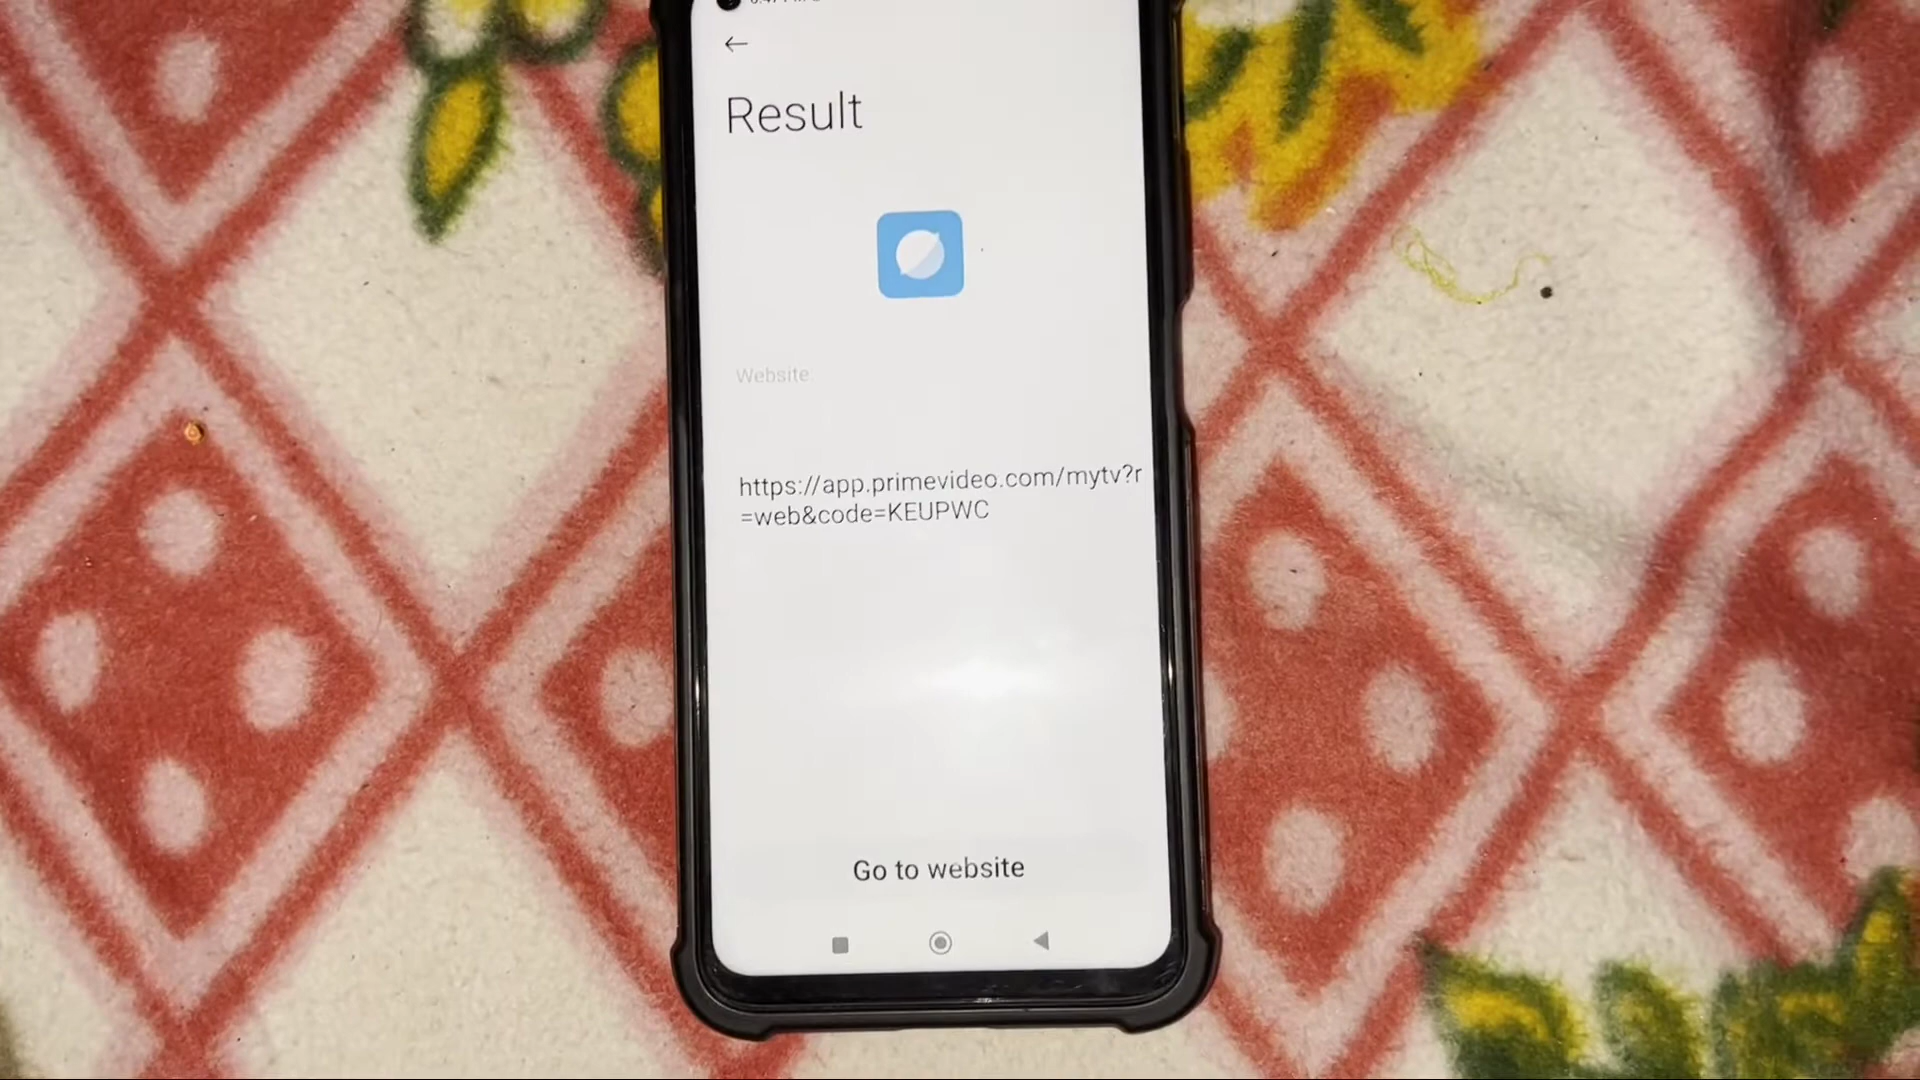 Result
Website
https://app.primevideo.com/mytv?r
=web&code=KEUPWC
Go to website